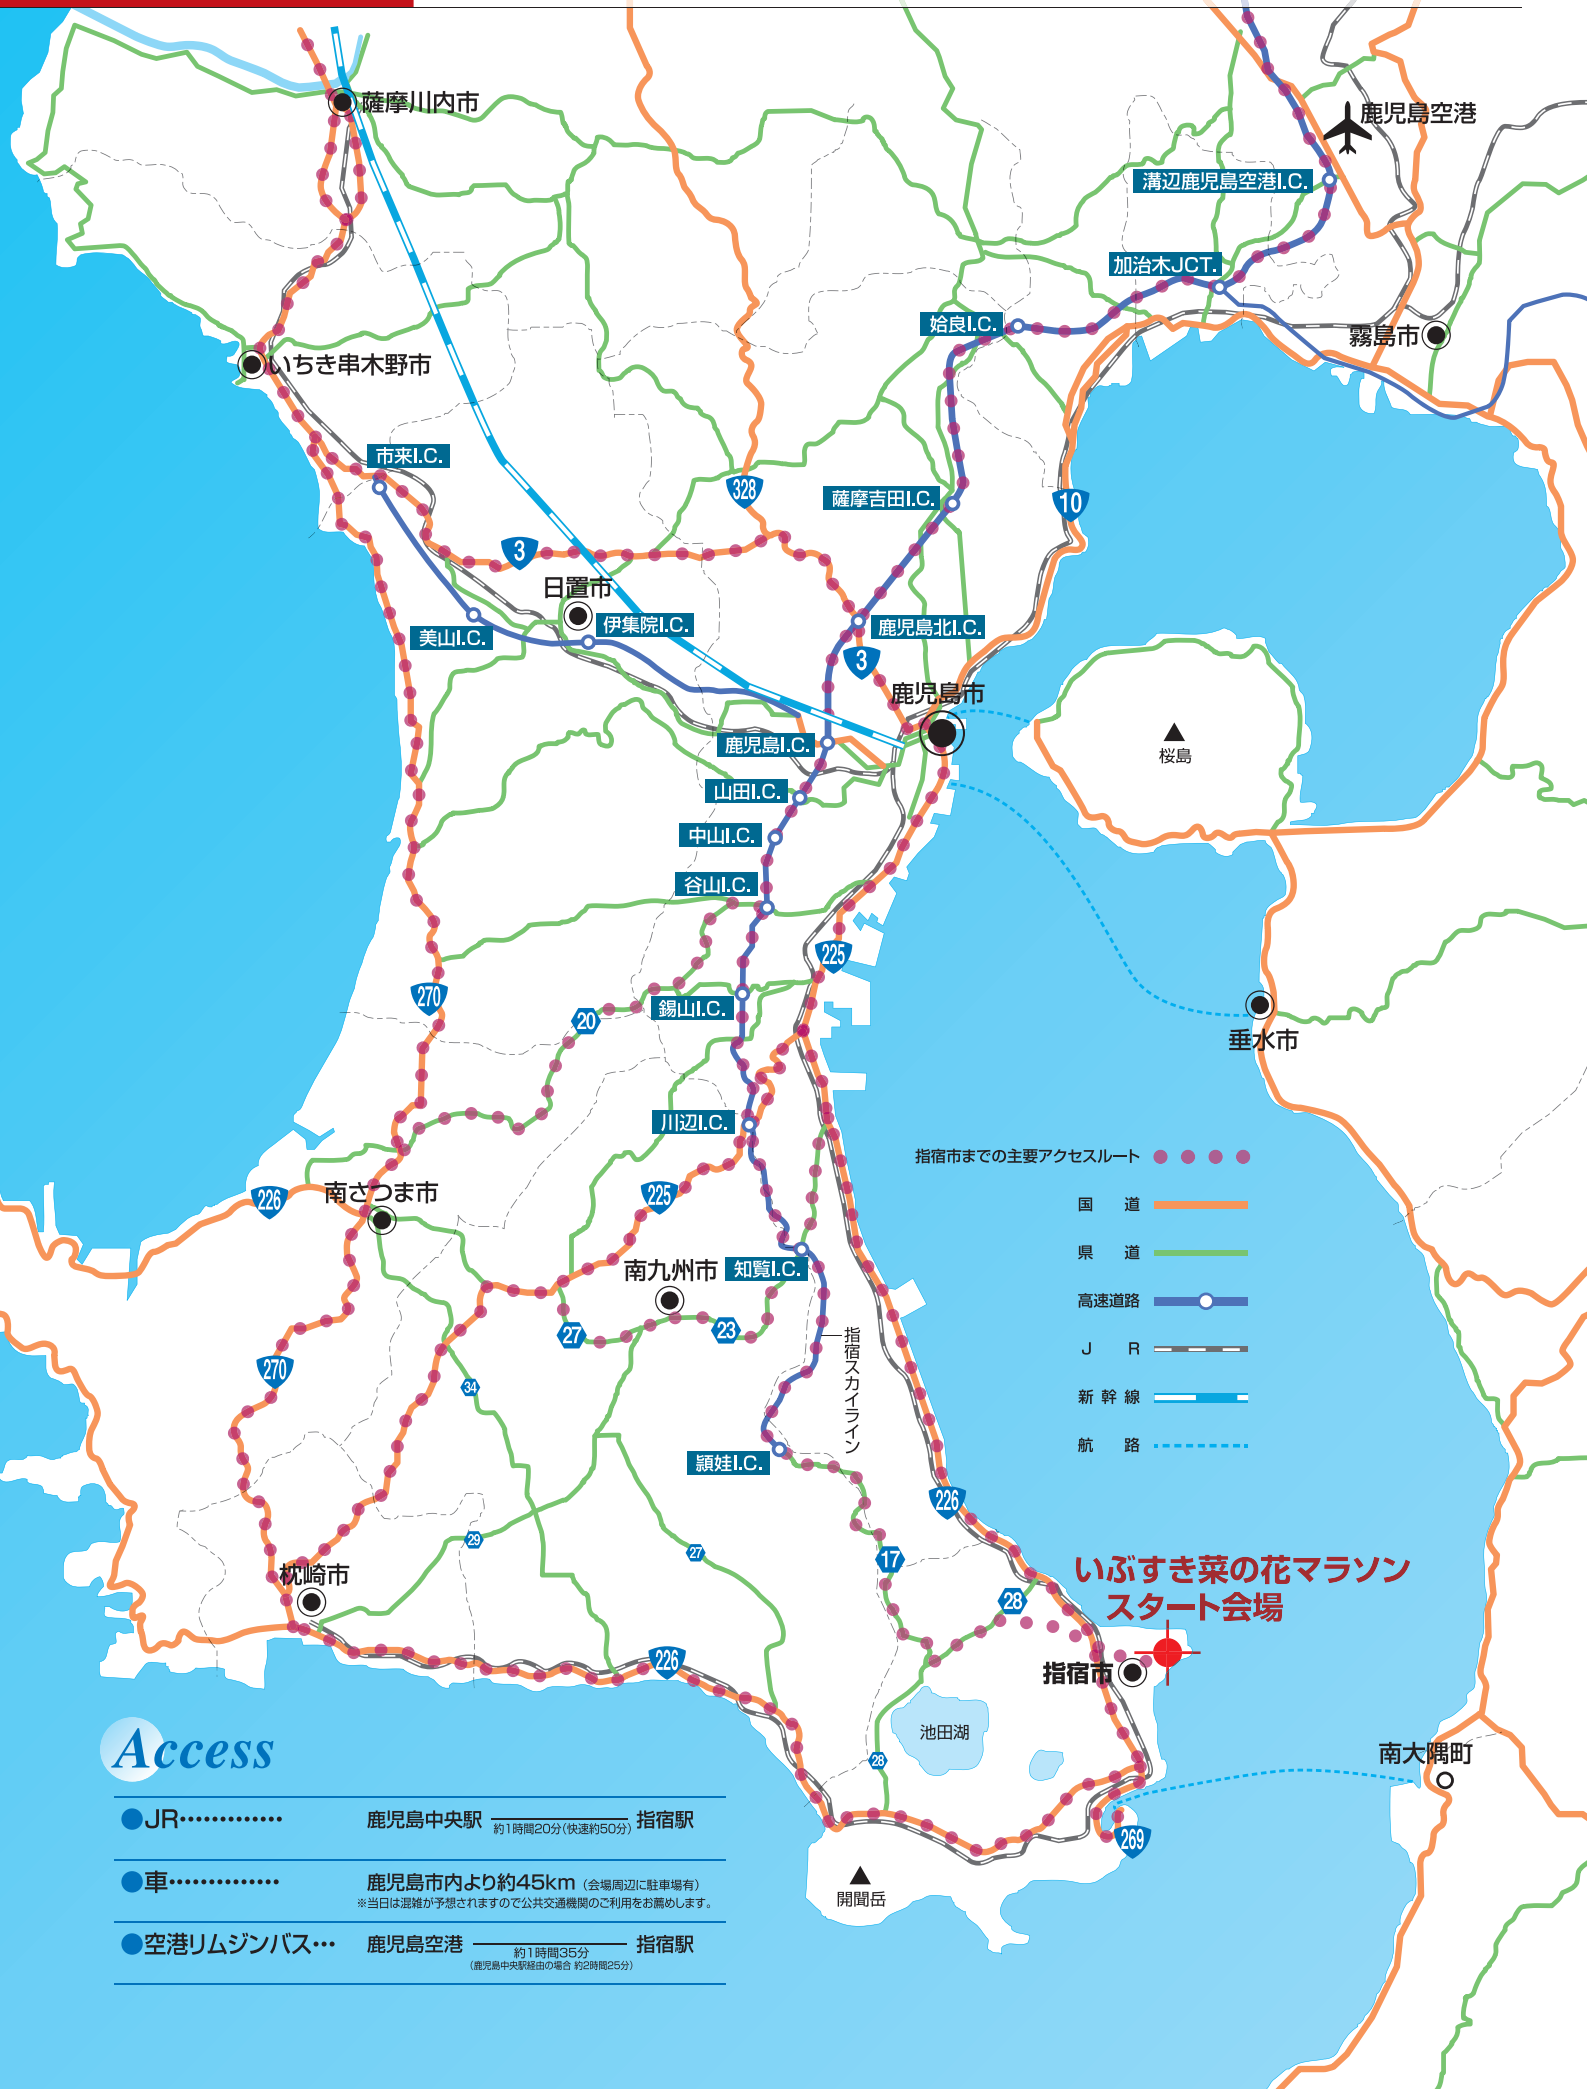 薩摩川内市
鹿児島空港
溝辺鹿児島空港I.C.
加治木JCT.
姶良I.C.
霧島市
いちき串木野市
市来I.C.
328
薩摩吉田I.C.
10
3
日置市
伊集院I.C.
美山I.C.
鹿児島北I.C.
3
鹿児島市
鹿児島I.C.
桜島
山田I.C.
中山I.C.
谷山I.C.
225
270
20
錫山I.C.
垂水市
川辺I.C.
指宿市までの主要アクセスルート
国道
県道
高速道路
JR
新幹線
航路
226
南さつま市
225
南九州市
知覧I.C.
27
23
指宿スカイライン
270
34
頴娃I.C.
226
29
27
17
28
いぶすき菜の花マラソン
スタート会場
枕崎市
226
指宿市
池田湖
28
南大隅町
269
開聞岳
Access
●JR・・・・・・・・・・・・・ 鹿児島中央駅 約1時間20分(快速約50分) 指宿駅
●車・・・・・・・・・・・・・・ 鹿児島市内より約45km（会場周辺に駐車場有）
※当日は混雑が予想されますので公共交通機関のご利用をお薦めします。
●空港リムジンバス・・・ 鹿児島空港 約1時間35分 指宿駅
（鹿児島中央駅経由の場合 約2時間25分）